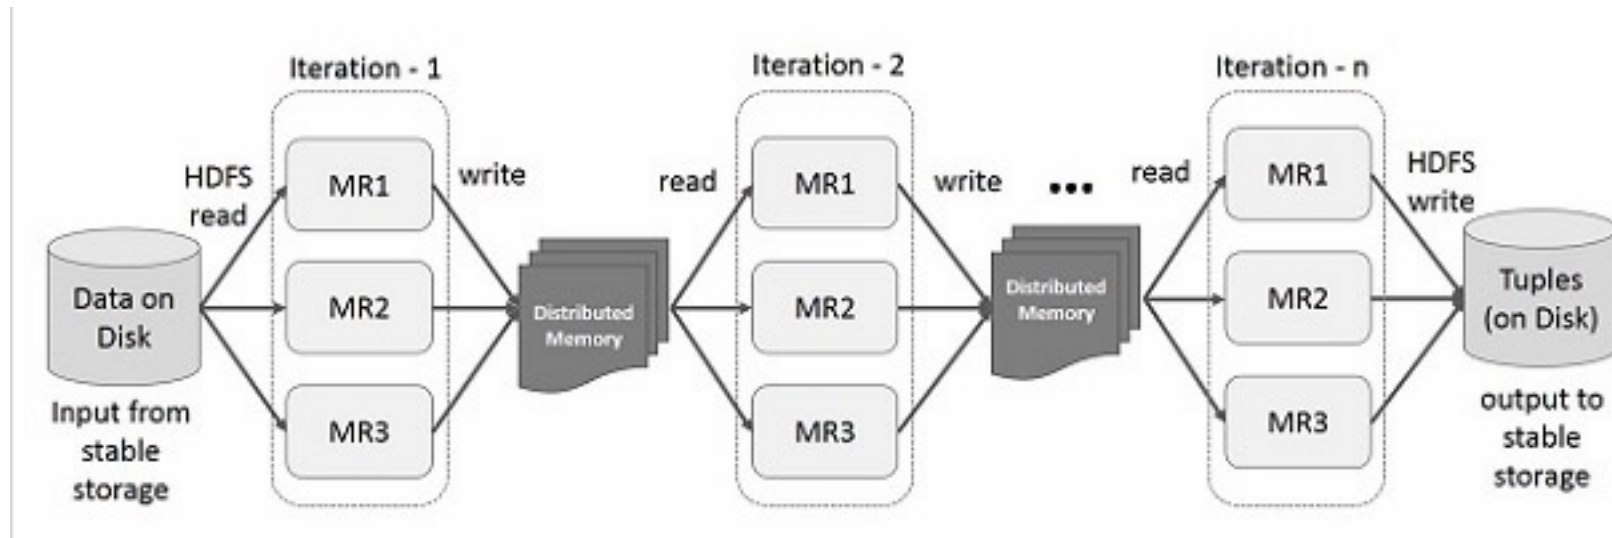 Iteration - 1
Iteration - 2
Iteration - n
HDFS
read
write
read
write
...
read
HDFS
write
MR1
MR2
MR3
MR1
MR2
MR3
MR1
MR2
MR3
Data on
Disk
Distributed
Memory
Distributed
Memory
Tuples
(on Disk)
Input from
stable
storage
output to
stable
storage